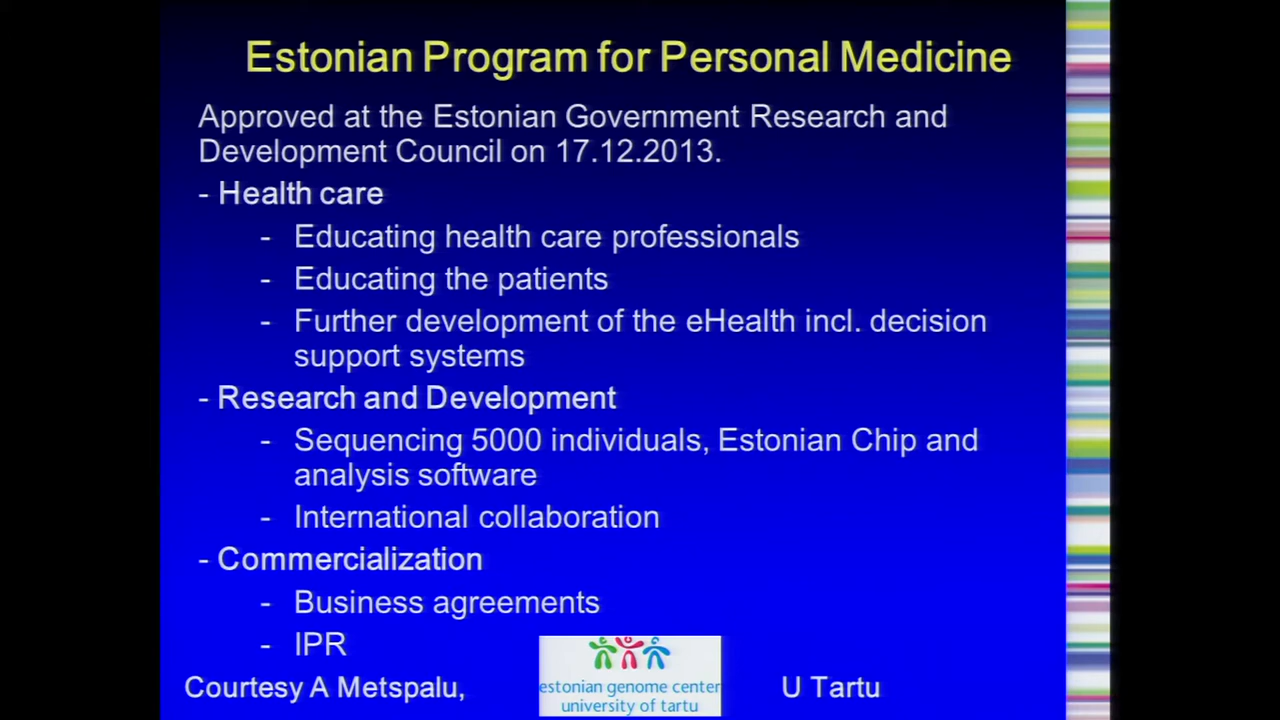 Estonian Program for Personal Medicine
Approved at the Estonian Government Research and
Development Council on 17.12.2013.
- Health care
- Educating health care professionals
- Educating the patients
- Further development of the eHealth incl. decision
support systems
- Research and Development
- Sequencing 5000 individuals, Estonian Chip and
analysis software
- International collaboration
- Commercialization
- Business agreements
- IPR
Courtesy A Metspalu,
estonian genome center
university of tartu
U Tartu